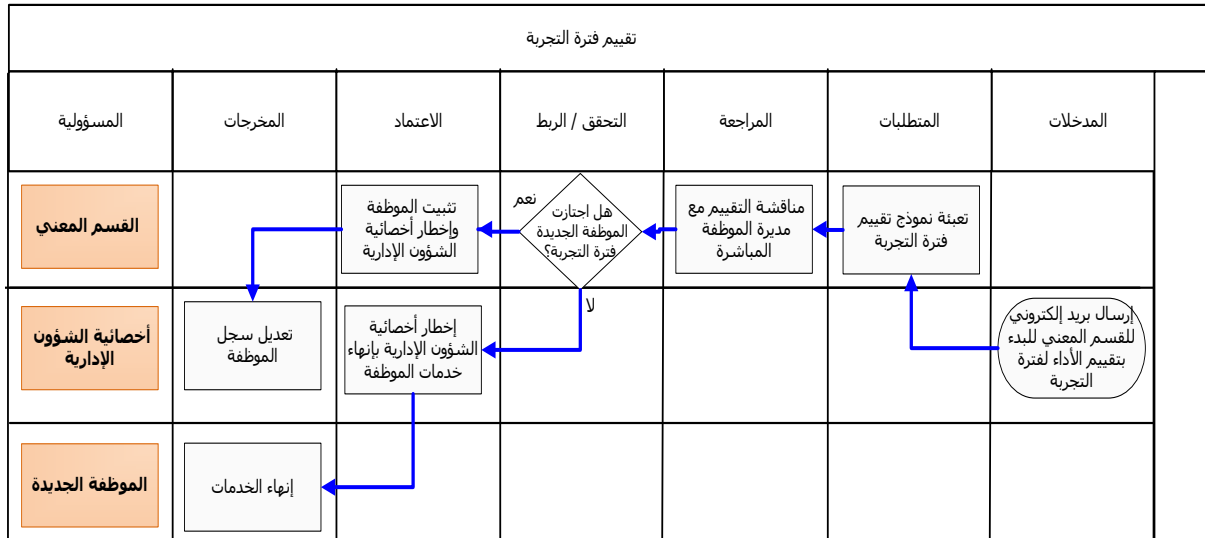 تقييم فترة التجربة
المدخلات
المتطلبات
المراجعة
التحقق / الربط
الاعتماد
المخرجات
المسؤولية
تعبئة نموذج تقييم
فترة التجربة
مناقشة التقييم مع
مديرة الموظفة
المباشرة
هل اجتازت
الموظفة الجديدة
فترة التجربة؟
نعم
تثبيت الموظفة
وإخطار أخصائية
الشؤون الإدارية
القسم المعني
إرسال بريد إلكتروني
للقسم المعني للبدء
بتقييم الأداء لفترة
التجربة
لا
إخطار أخصائية
الشؤون الإدارية بإنهاء
خدمات الموظفة
تعديل سجل
الموظفة
أخصائية الشؤون
الإدارية
إنهاء الخدمات
الموظفة الجديدة